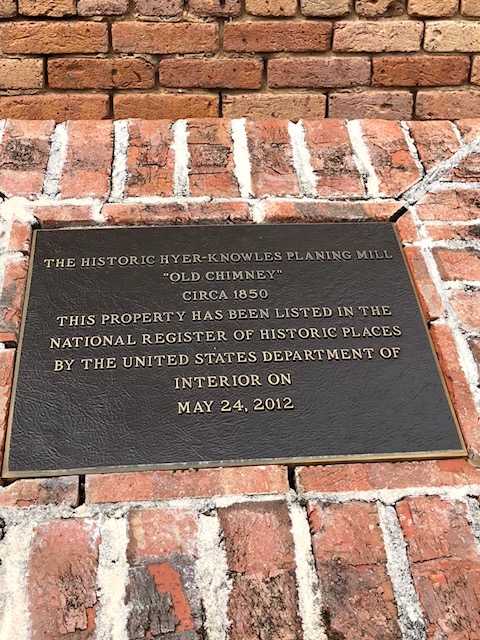 THE HISTORIC HYER-KNOWLES PLANING MILL
"OLD CHIMNEY"
CIRCA 1850
THIS PROPERTY HAS BEEN LISTED IN THE
NATIONAL REGISTER OF HISTORIC PLACES
BY THE UNITED STATES DEPARTMENT OF
INTERIOR ON
MAY 24, 2012